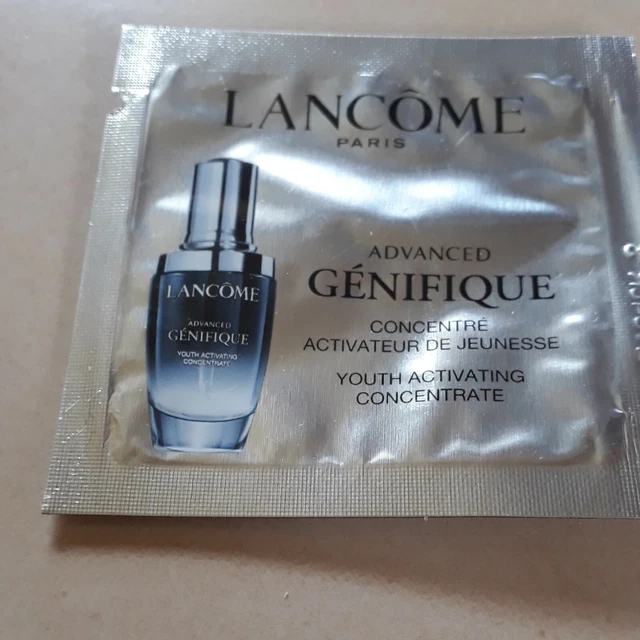 LANCÔME
PARIS
ADVANCED
GÉNIFIQUE
CONCENTRÉ
ACTIVATEUR DE JEUNESSE
YOUTH ACTIVATING
CONCENTRATE
LANCÔME
ADVANCED
GÉNIFIQUE
YOUTH ACTIVATING
CONCENTRATE